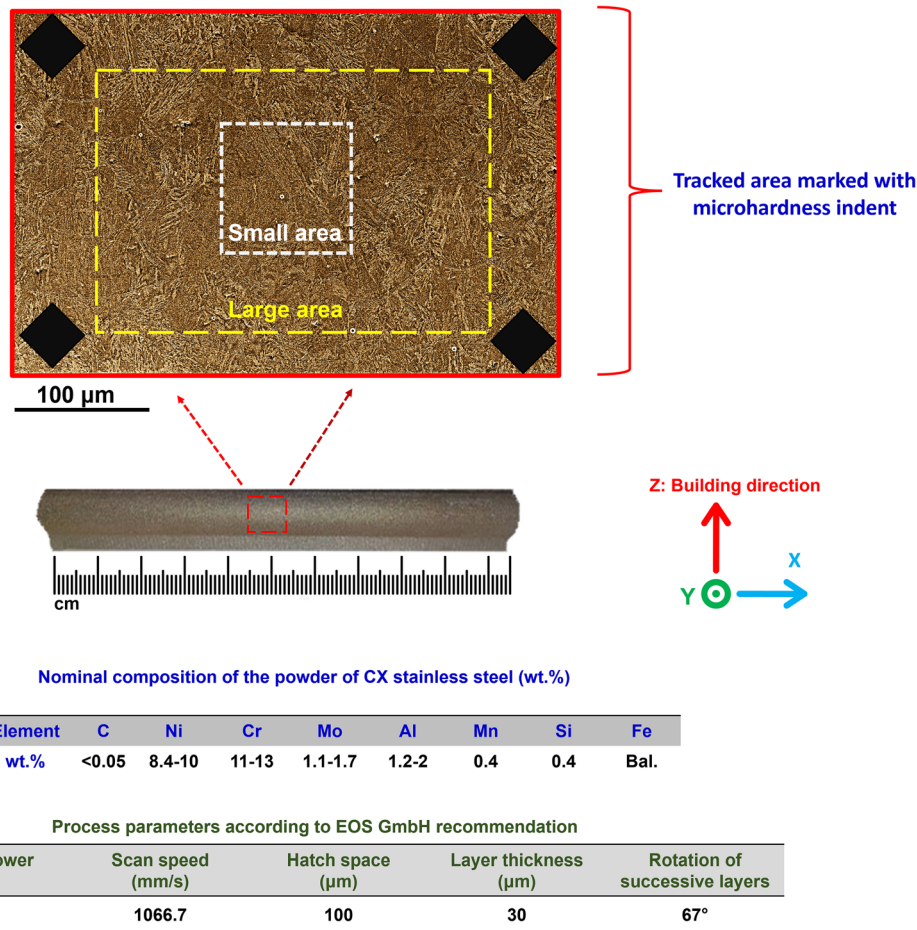 Small area
Large area
Tracked area marked with
microhardness indent
100 µm
Z: Building direction
X
Y
cm
Nominal composition of the powder of CX stainless steel (wt.%)
Element C Ni Cr Mo Al Mn Si Fe
wt.% <0.05 8.4-10 11-13 1.1-1.7 1.2-2 0.4 0.4 Bal.
Process parameters according to EOS GmbH recommendation
Scan speed Hatch space Layer thickness Rotation of
(mm/s) (µm) (µm) successive layers
1066.7 100 30 67°